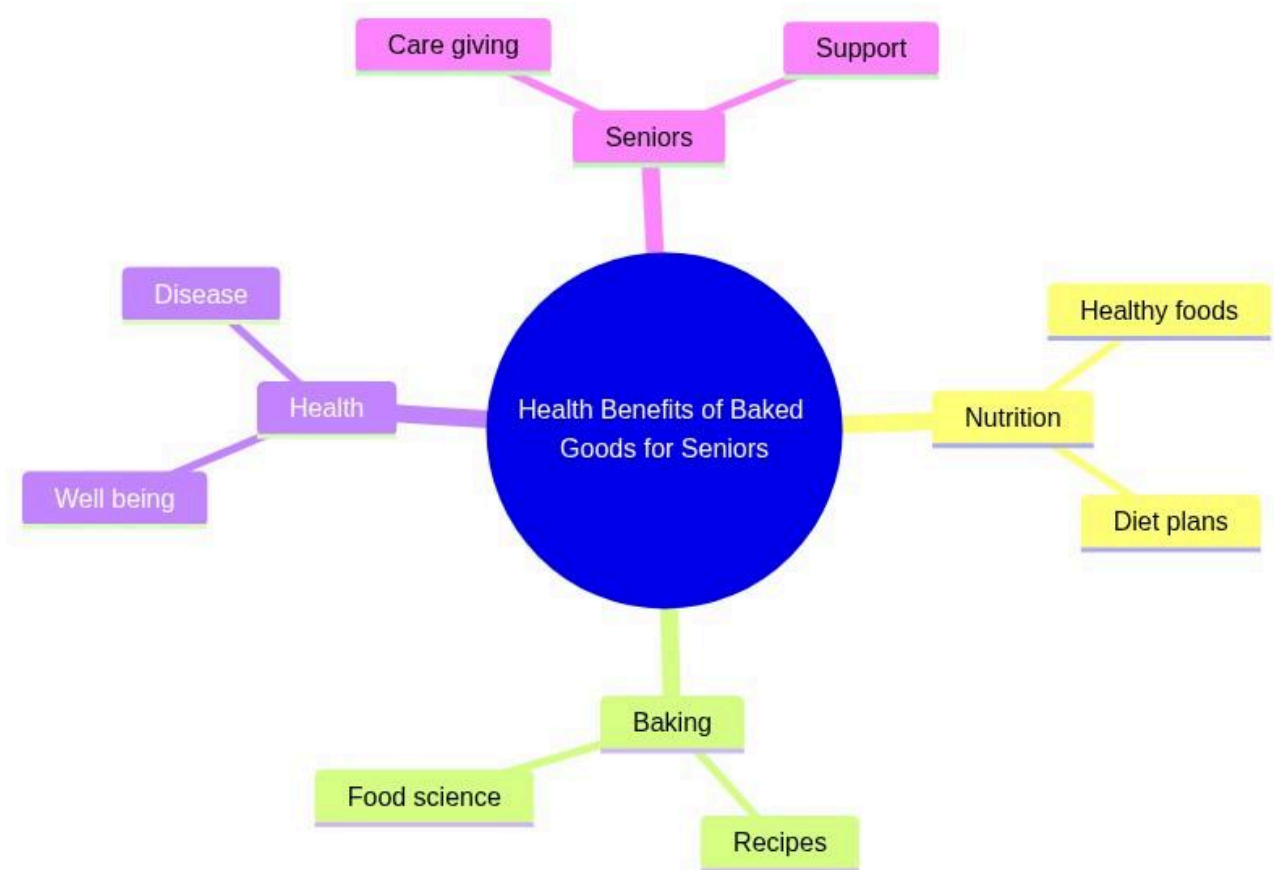 Care giving
Support
Seniors
Disease
Healthy foods
Health
Health Benefits of Baked
Goods for Seniors
Nutrition
Well being
Diet plans
Baking
Food science
Recipes